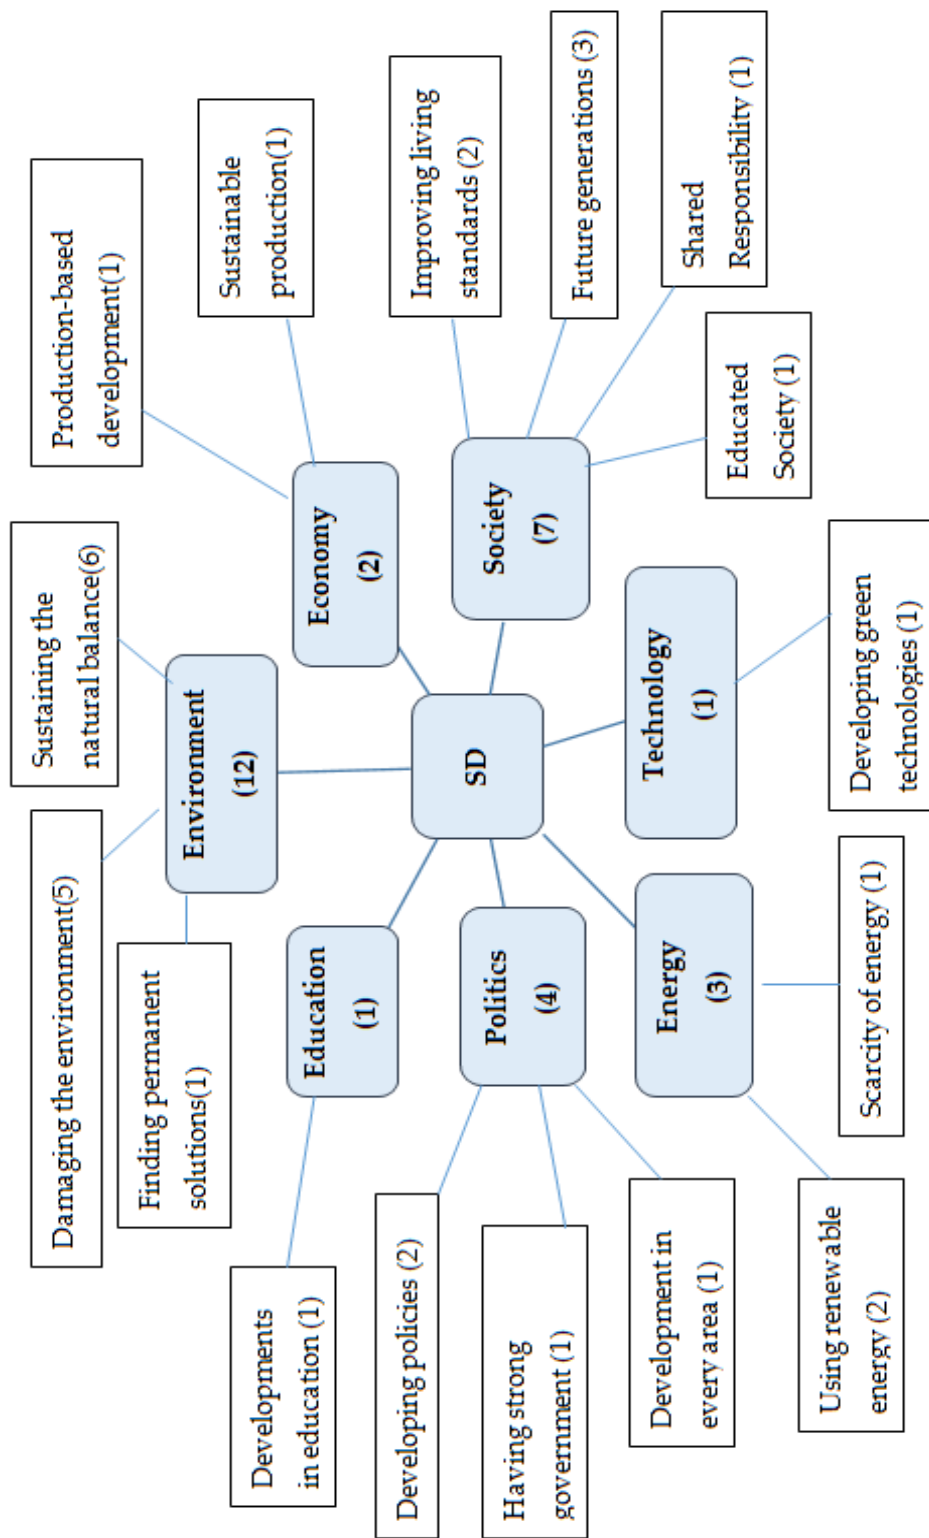 Damaging the environment(5)
Sustaining the
natural balance(6)
Production-based
development(1)
Finding permanent
solutions(1)
Environment
(12)
Sustainable
production(1)
Developments
in education (1)
Education
(1)
Economy
(2)
Improving living
standards (2)
Developing policies (2)
Politics
(4)
SD
Society
(7)
Future generations (3)
Having strong
government (1)
Shared
Responsibility (1)
Development in
every area (1)
Energy
(3)
Technology
(1)
Educated
Society (1)
Using renewable
energy (2)
Scarcity of energy (1)
Developing green
technologies (1)